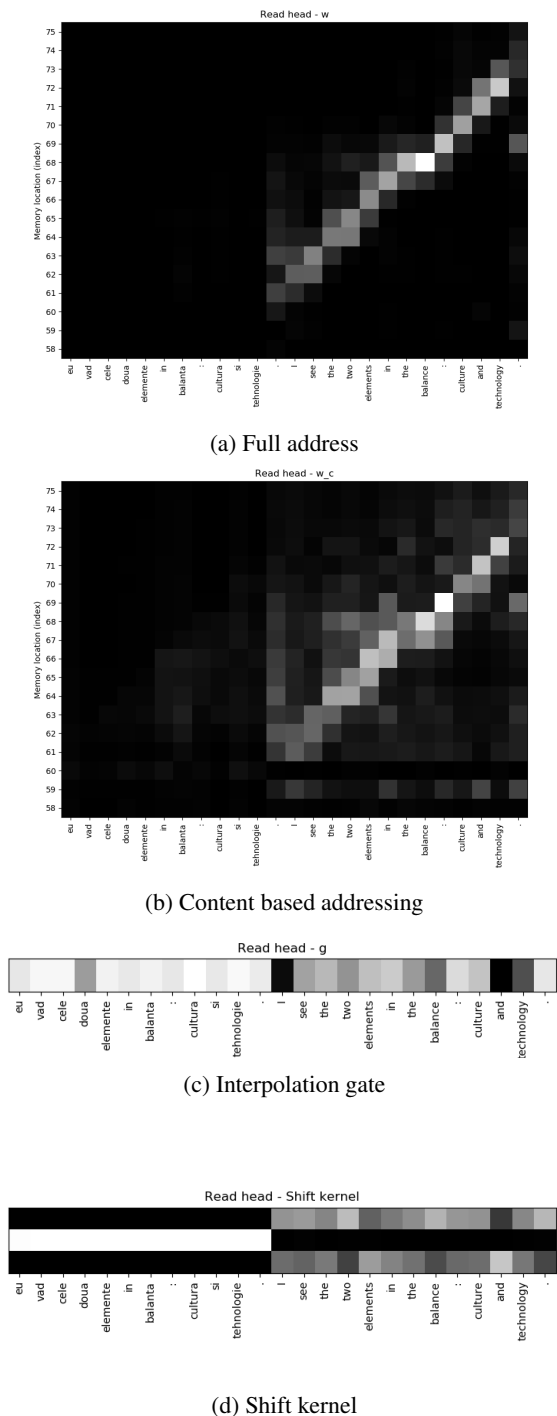 Read head - w
Memory location (index)
75
74
73
72
71
70
69
68
67
66
65
64
63
62
61
60
59
58
eu vad cele doua elemente in balanta : cultura si tehnologie . I see the two elements in the balance : culture and technology .
(a) Full address
Read head - w_c
Memory location (index)
75
74
73
72
71
70
69
68
67
66
65
64
63
62
61
60
59
58
eu vad cele doua elemente in balanta : cultura si tehnologie . I see the two elements in the balance : culture and technology .
(b) Content based addressing
Read head - g
eu vad cele doua elemente in balanta : cultura si tehnologie . I see the two elements in the balance : culture and technology .
(c) Interpolation gate
Read head - Shift kernel
eu vad cele doua elemente in balanta : cultura si tehnologie . I see the two elements in the balance : culture and technology .
(d) Shift kernel